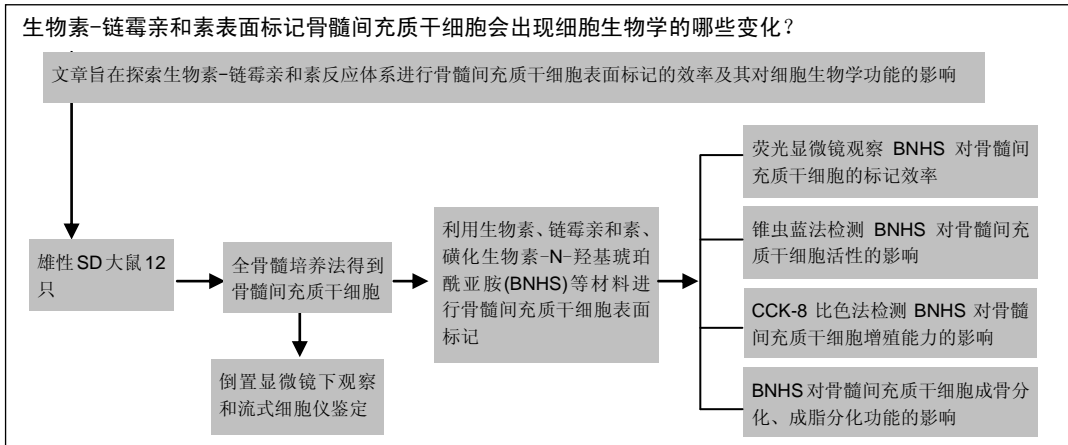 生物素-链霉亲和素表面标记骨髓间充质干细胞会出现细胞生物学的哪些变化？
文章旨在探索生物素-链霉亲和素反应体系进行骨髓间充质干细胞表面标记的效率及其对细胞生物学功能的影响
雄性SD大鼠12
只
全骨髓培养法得到
骨髓间充质干细胞
倒置显微镜下观察
和流式细胞仪鉴定
利用生物素、链霉亲和素、
磺化生物素-N-羟基琥珀
酰亚胺(BNHS)等材料进
行骨髓间充质干细胞表面
标记
荧光显微镜观察 BNHS 对骨髓间
充质干细胞的标记效率
锥虫蓝法检测 BNHS 对骨髓间充
质干细胞活性的影响
CCK-8 比色法检测 BNHS 对骨髓
间充质干细胞增殖能力的影响
BNHS对骨髓间充质干细胞成骨分
化、成脂分化功能的影响